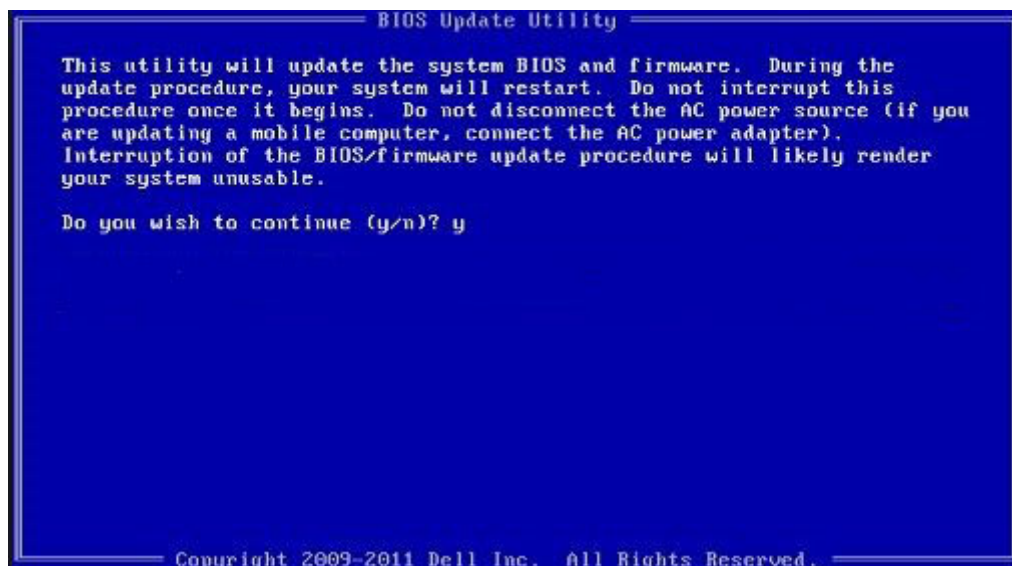 BIOS Update Utility
This utility will update the system BIOS and firmware. During the
update procedure, your system will restart. Do not interrupt this
procedure once it begins. Do not disconnect the AC power source (if you
are updating a mobile computer, connect the AC power adapter).
Interruption of the BIOS/firmware update procedure will likely render
your system unusable.
Do you wish to continue (y/n)? y
Copyright 2009-2011 Dell Inc. All Rights Reserved.